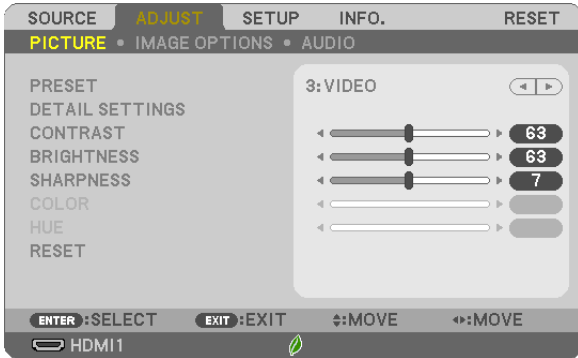 SOURCE ADJUST SETUP INFO. RESET
PICTURE • IMAGE OPTIONS • AUDIO
PRESET 3:VIDEO
DETAIL SETTINGS
CONTRAST 63
BRIGHTNESS 63
SHARPNESS 7
COLOR
HUE
RESET
ENTER :SELECT EXIT :EXIT :MOVE :MOVE
HDMI1